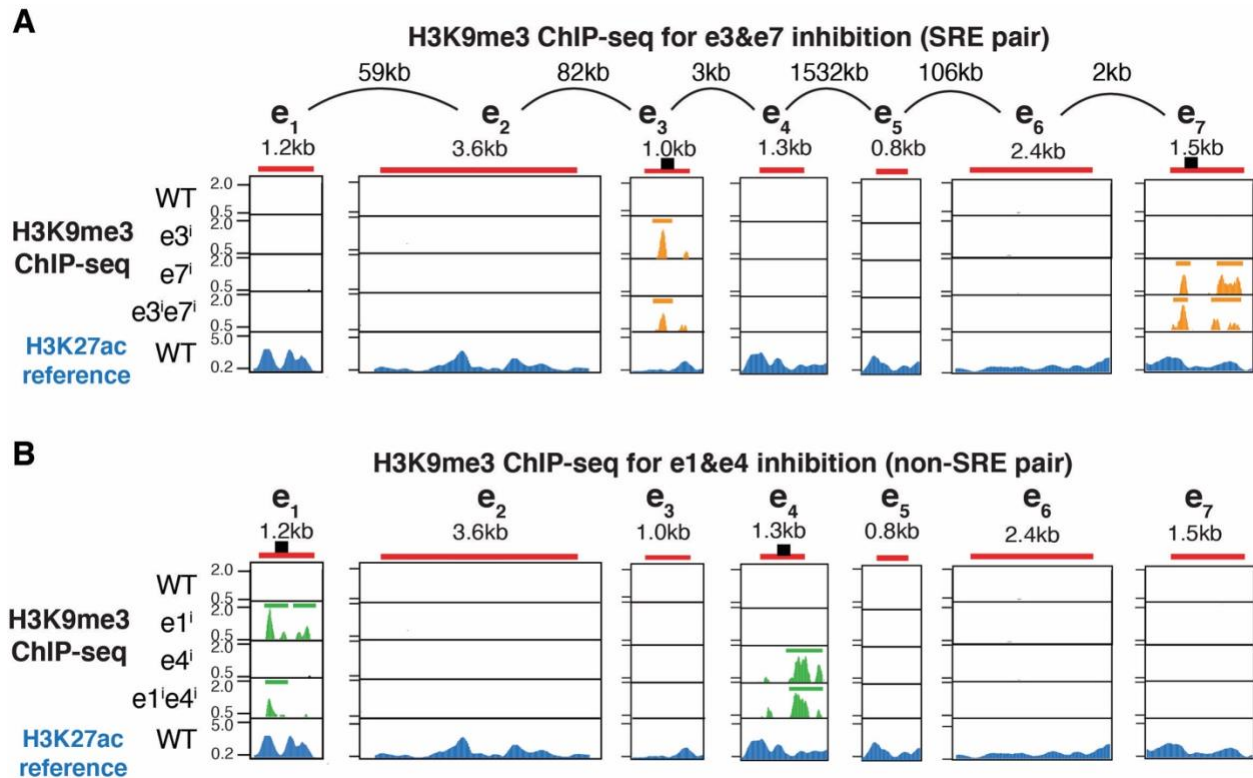 A
H3K9me3 ChIP-seq for e3&e7 inhibition (SRE pair)
59kb 82kb 3kb 1532kb 106kb 2kb
e1 e2 e3 e4 e5 e6 e7
1.2kb 3.6kb 1.0kb 1.3kb 0.8kb 2.4kb 1.5kb
H3K9me3
ChIP-seq
WT 2.0
0.5
e3i 2.0
0.5
e7i 2.0
0.5
e3ie7i 2.0
0.5
H3K27ac
reference
WT 5.0
0.2
B
H3K9me3 ChIP-seq for e1&e4 inhibition (non-SRE pair)
e1 e2 e3 e4 e5 e6 e7
1.2kb 3.6kb 1.0kb 1.3kb 0.8kb 2.4kb 1.5kb
H3K9me3
ChIP-seq
WT 2.0
0.5
e1i 2.0
0.5
e4i 2.0
0.5
e1ie4i 2.0
0.5
H3K27ac
reference
WT 5.0
0.2